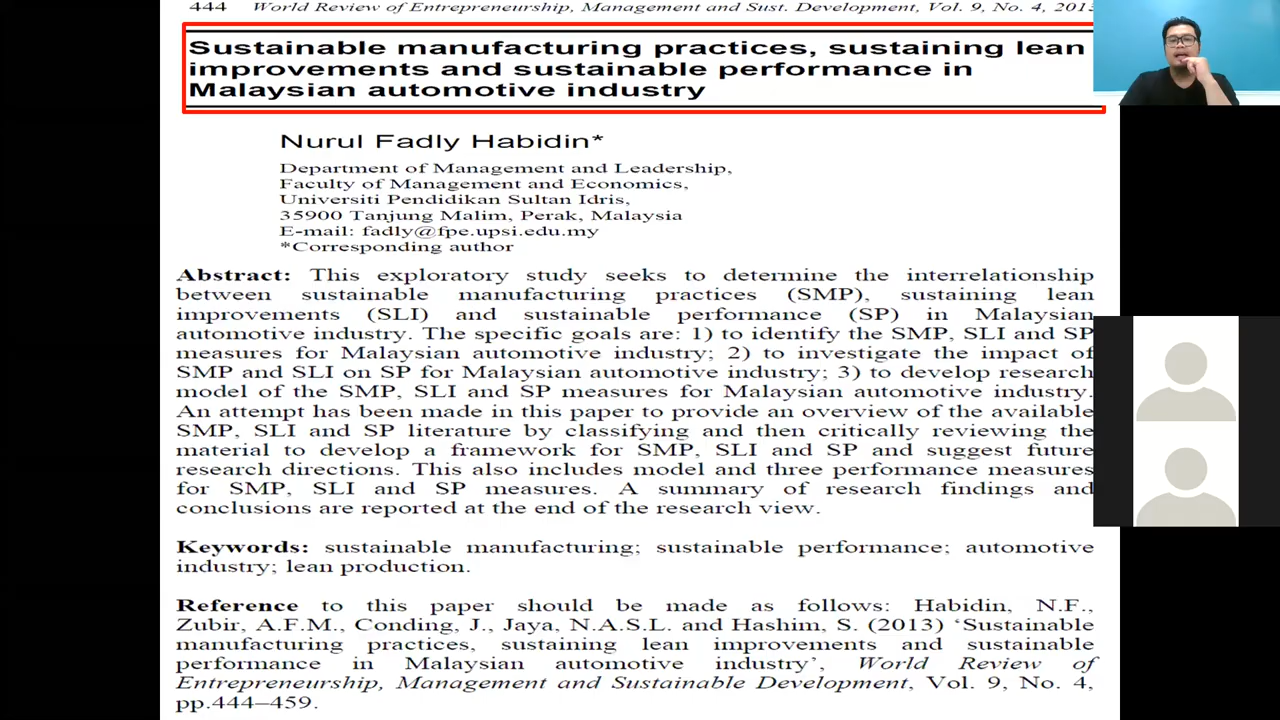 444 World Review of Entrepreneurship, Management and Sust. Development, Vol. 9, No. 4, 2013
Sustainable manufacturing practices, sustaining lean
improvements and sustainable performance in
Malaysian automotive industry
Nurul Fadly Habidin*
Department of Management and Leadership,
Faculty of Management and Economics,
Universiti Pendidikan Sultan Idris,
35900 Tanjung Malim, Perak, Malaysia
E-mail: fadly@fpe.upsi.edu.my
*Corresponding author
Abstract: This exploratory study seeks to determine the interrelationship
between sustainable manufacturing practices (SMP), sustaining lean
improvements (SLI) and sustainable performance (SP) in Malaysian
automotive industry. The specific goals are: 1) to identify the SMP, SLI and SP
measures for Malaysian automotive industry; 2) to investigate the impact of
SMP and SLI on SP for Malaysian automotive industry; 3) to develop research
model of the SMP, SLI and SP measures for Malaysian automotive industry.
An attempt has been made in this paper to provide an overview of the available
SMP, SLI and SP literature by classifying and then critically reviewing the
material to develop a framework for SMP, SLI and SP and suggest future
research directions. This also includes model and three performance measures
for SMP, SLI and SP measures. A summary of research findings and
conclusions are reported at the end of the research view.
Keywords: sustainable manufacturing; sustainable performance; automotive
industry; lean production.
Reference to this paper should be made as follows: Habidin, N.F.,
Zubir, A.F.M., Conding, J., Jaya, N.A.S.L. and Hashim, S. (2013) ‘Sustainable
manufacturing practices, sustaining lean improvements and sustainable
performance in Malaysian automotive industry’, World Review of
Entrepreneurship, Management and Sustainable Development, Vol. 9, No. 4,
pp.444–459.